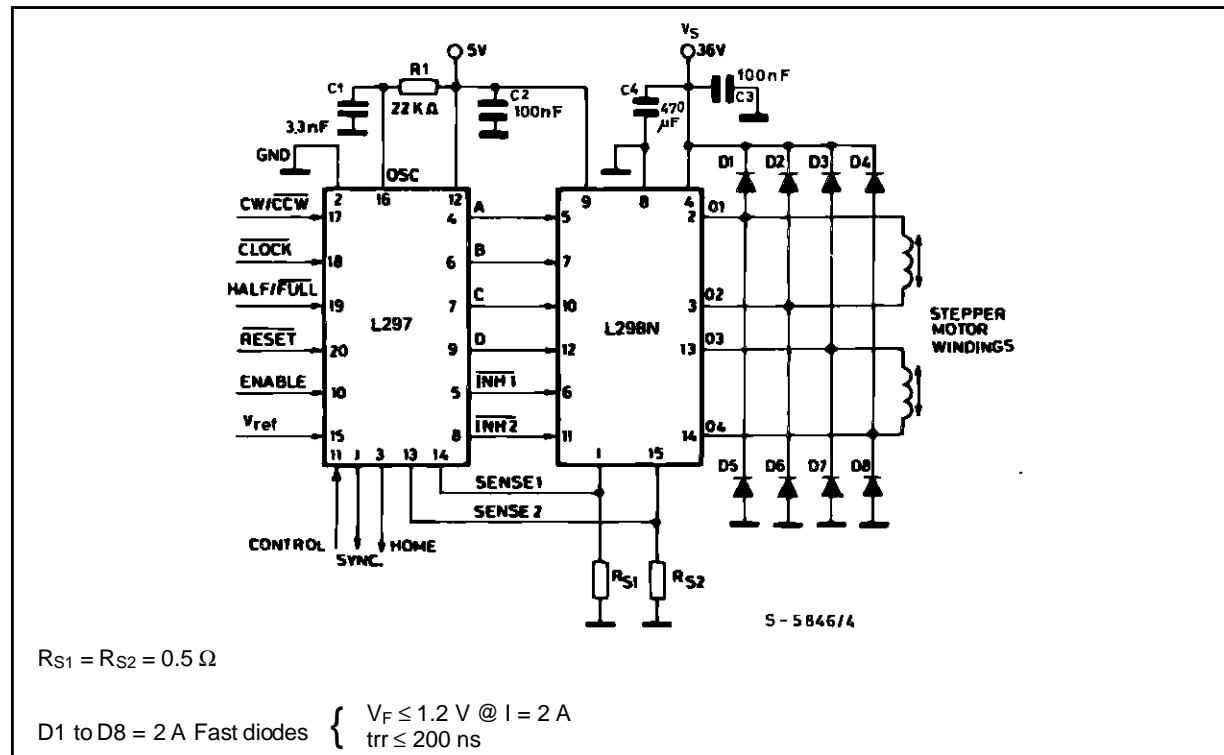 Vs
5V
36V
R1
C1
22KΩ
3.3nF
C2
100nF
C4
470
µF
100nF
C3
GND
OSC
D1 D2 D3 D4
2 16 12
9 8 4
CW/CCW 17
4 A 5
2 O1
CLOCK 18
6 B 7
HALF/FULL 19
7 C 10
3 O2
L297
L298N
STEPPER
MOTOR
WINDINGS
RESET 20
9 D 12
13 O3
ENABLE 10
5 INH1 6
Vref 15
8 INH2 11
14 O4
11 1 3 13 14
1 15
D5 D6 D7 D8
SENSE1
SENSE2
CONTROL
SYNC.
HOME
RS1
RS2
S-5846/4
RS1 = RS2 = 0.5 Ω
D1 to D8 = 2 A Fast diodes { VF ≤ 1.2 V @ I = 2 A
trr ≤ 200 ns